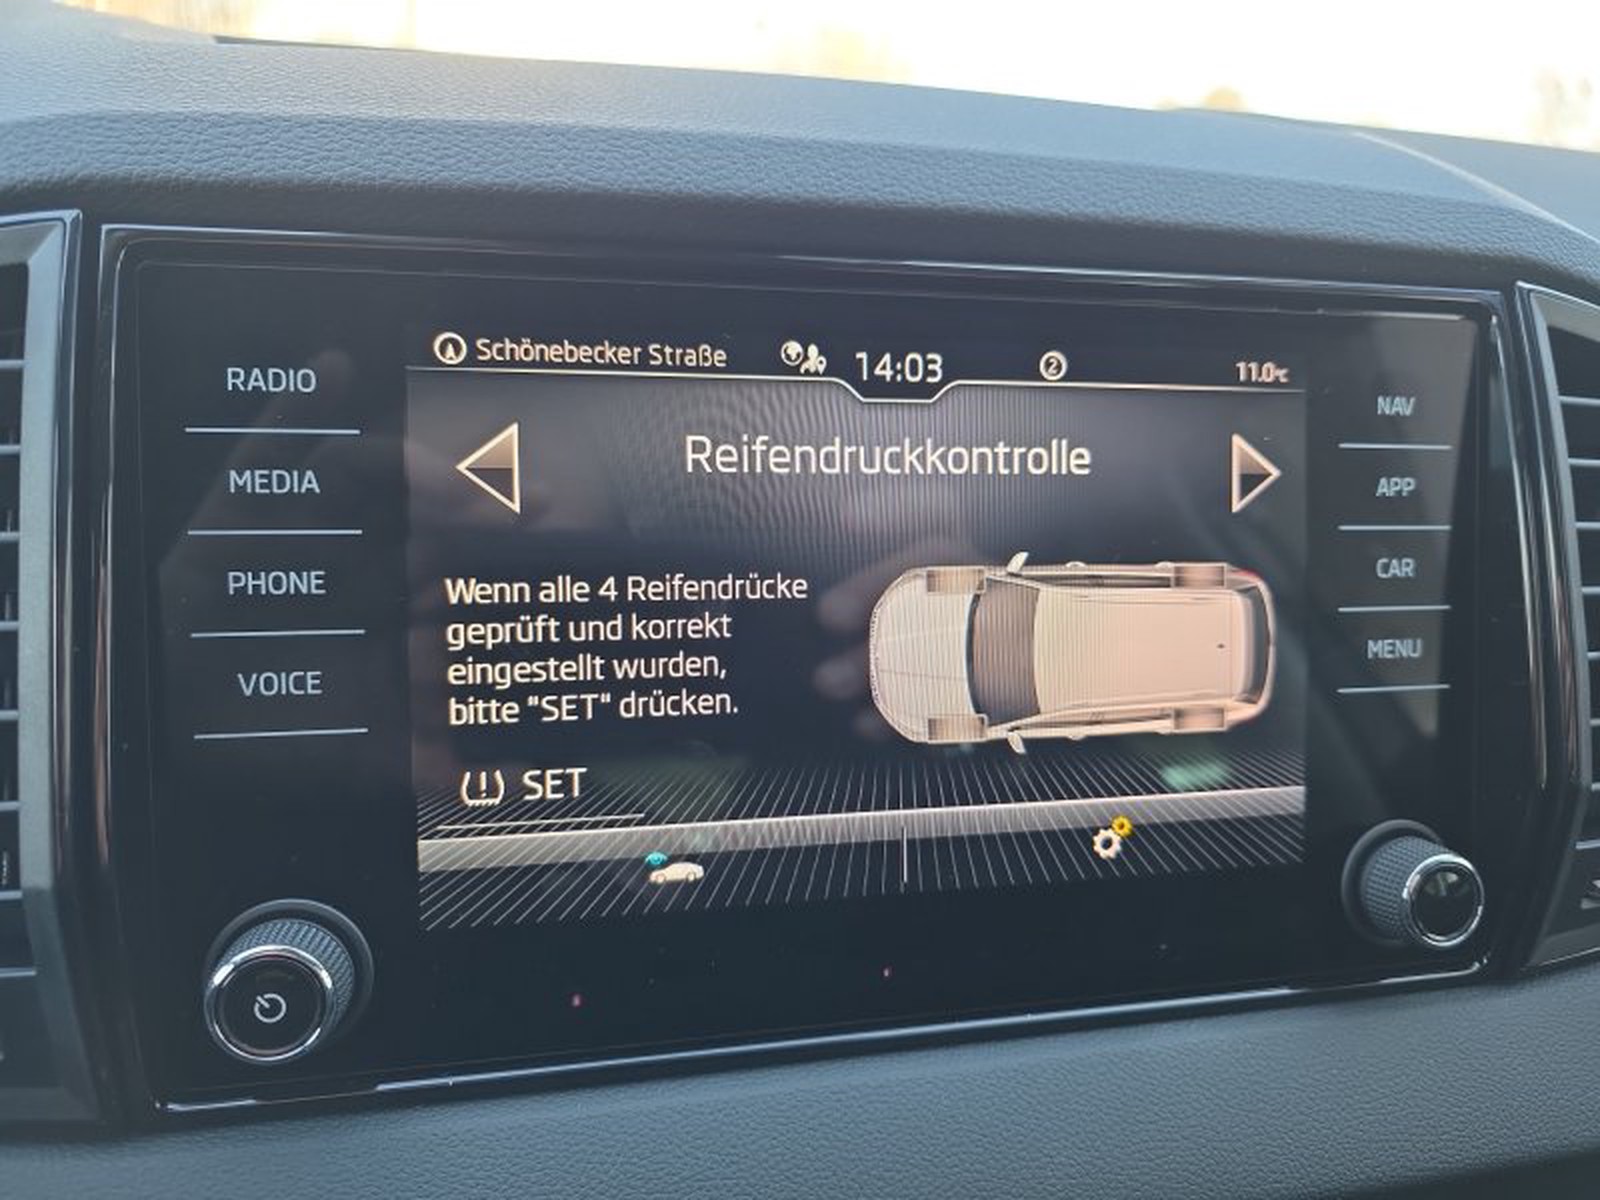 Schönebecker Straße
14:03
2
11.0°C
RADIO
MEDIA
PHONE
VOICE
Reifendruckkontrolle
Wenn alle 4 Reifendrücke
geprüft und korrekt
eingestellt wurden,
bitte "SET" drücken.
SET
NAV
APP
CAR
MENU